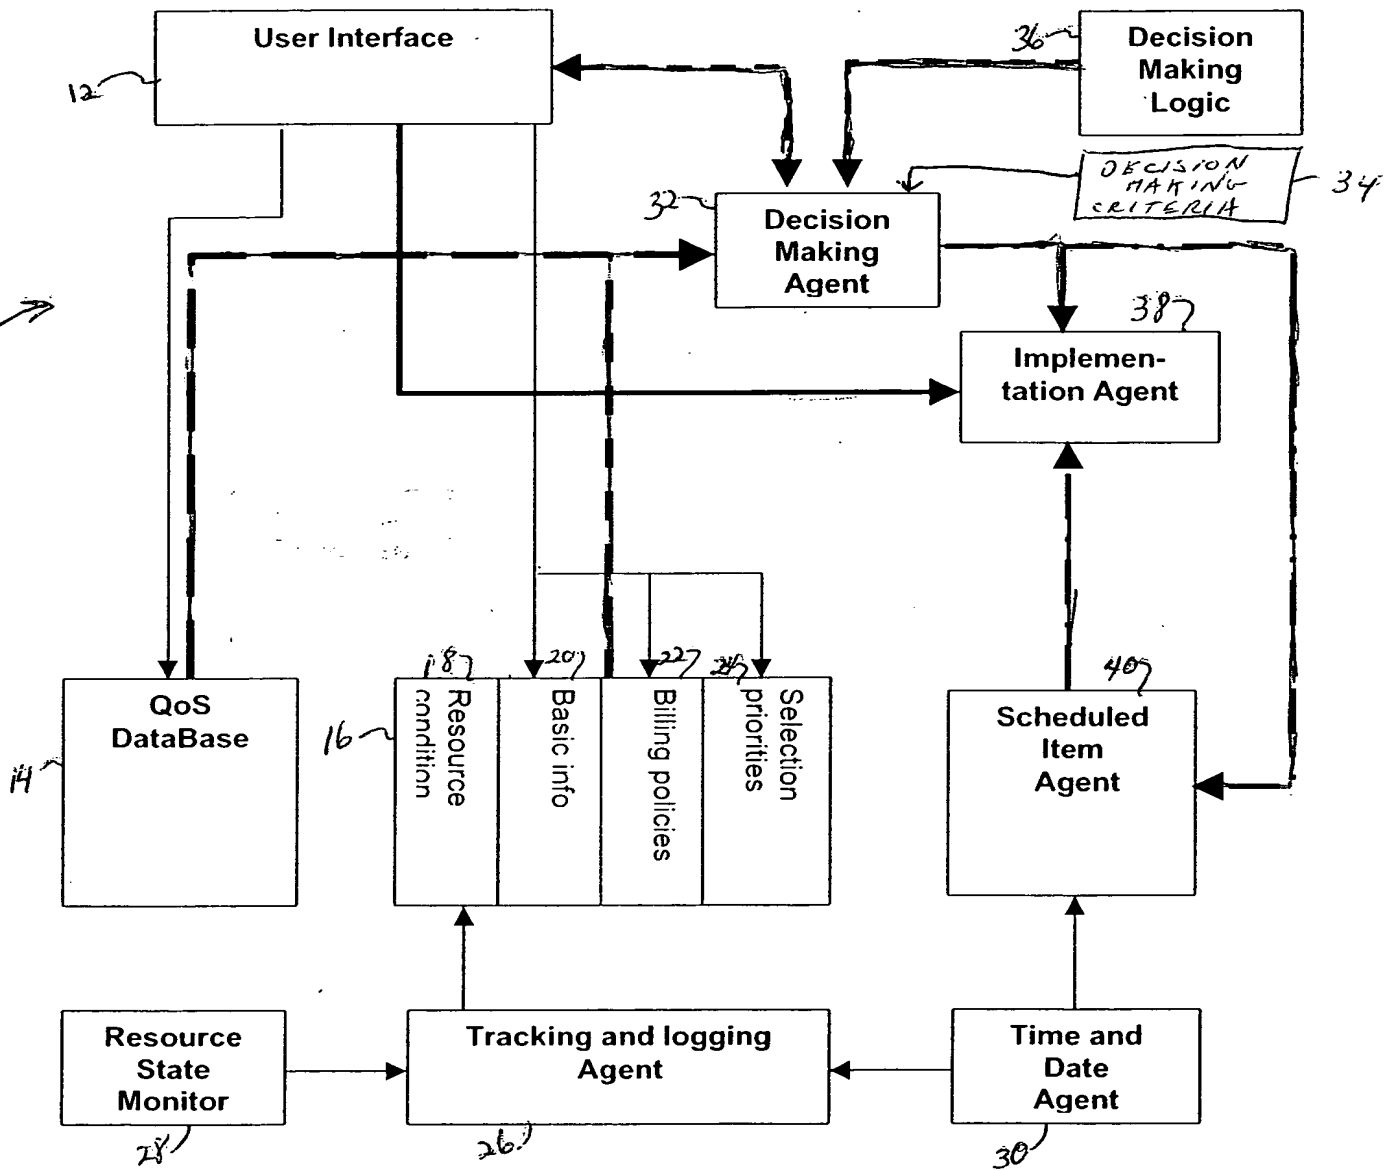 User Interface
12
36
Decision
Making
Logic
DECISION
MAKING
CRITERIA
34
32
Decision
Making
Agent
38
Implemen-
tation Agent
18
20
22
24
40
QoS
DataBase
14
16
Resource
condition
Basic info
Billing policies
Selection
priorities
Scheduled
Item
Agent
Resource
State
Monitor
28
Tracking and logging
Agent
26
Time and
Date
Agent
30